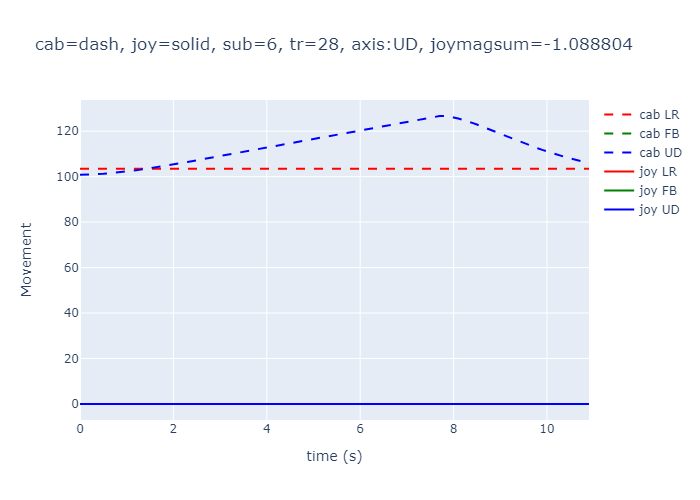 cab=dash, joy=solid, sub=6, tr=28, axis:UD, joymagsum=-1.088804
cab LR
cab FB
cab UD
joy LR
joy FB
joy UD
Movement
120
100
80
60
40
20
0
0 2 4 6 8 10
time (s)